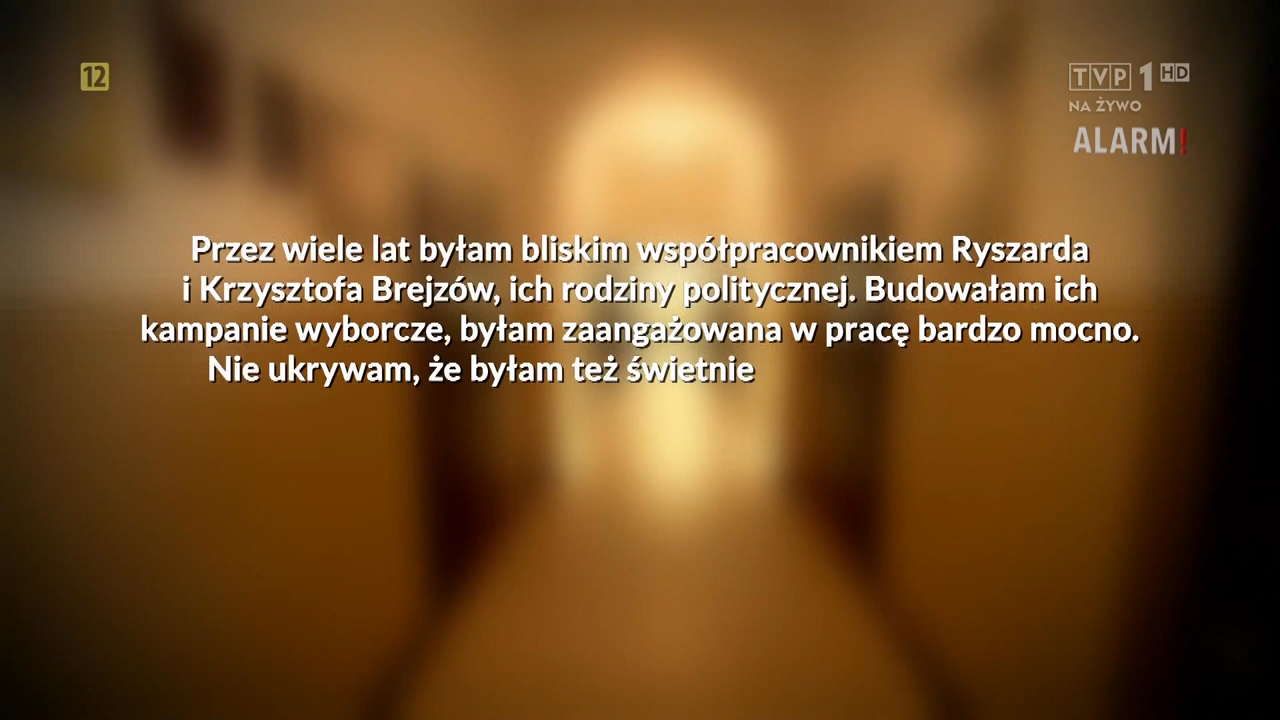 12
TVP 1 HD
NA ŻYWO
ALARM!
Przez wiele lat byłam bliskim współpracownikiem Ryszarda
i Krzysztofa Brejzów, ich rodziny politycznej. Budowałam ich
kampanie wyborcze, byłam zaangażowana w pracę bardzo mocno.
Nie ukrywam, że byłam też świetnie